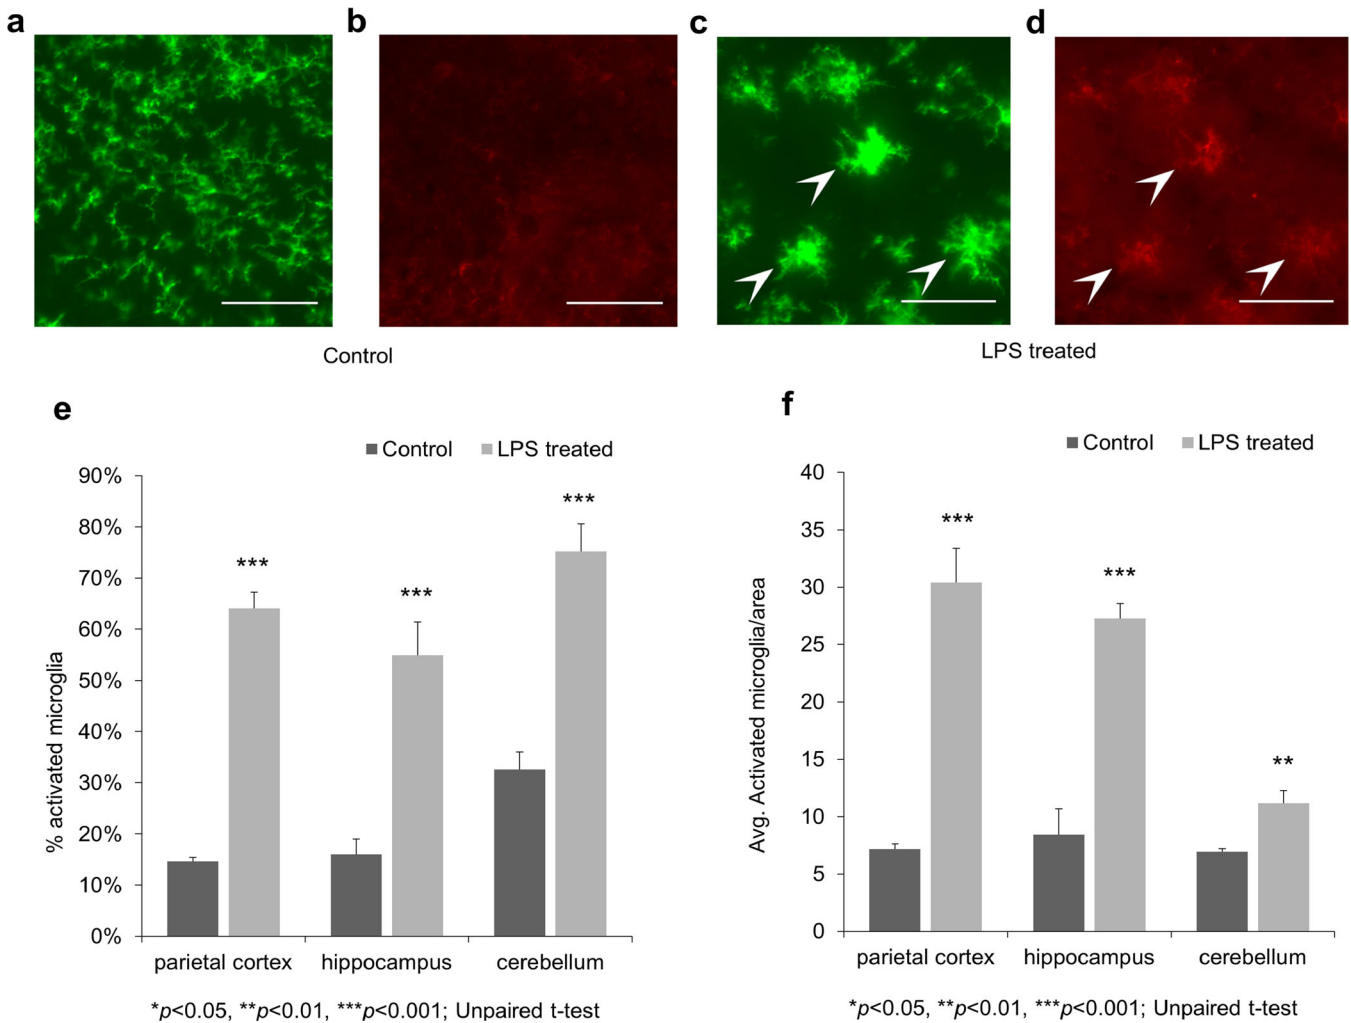 a
b
c
d
Control
LPS treated
e
Control
LPS treated
% activated microglia
90%
80%
70%
60%
50%
40%
30%
20%
10%
0%
***
***
***
parietal cortex
hippocampus
cerebellum
*p<0.05, **p<0.01, ***p<0.001; Unpaired t-test
f
Control
LPS treated
Avg. Activated microglia/area
40
35
30
25
20
15
10
5
0
***
***
**
parietal cortex
hippocampus
cerebellum
*p<0.05, **p<0.01, ***p<0.001; Unpaired t-test